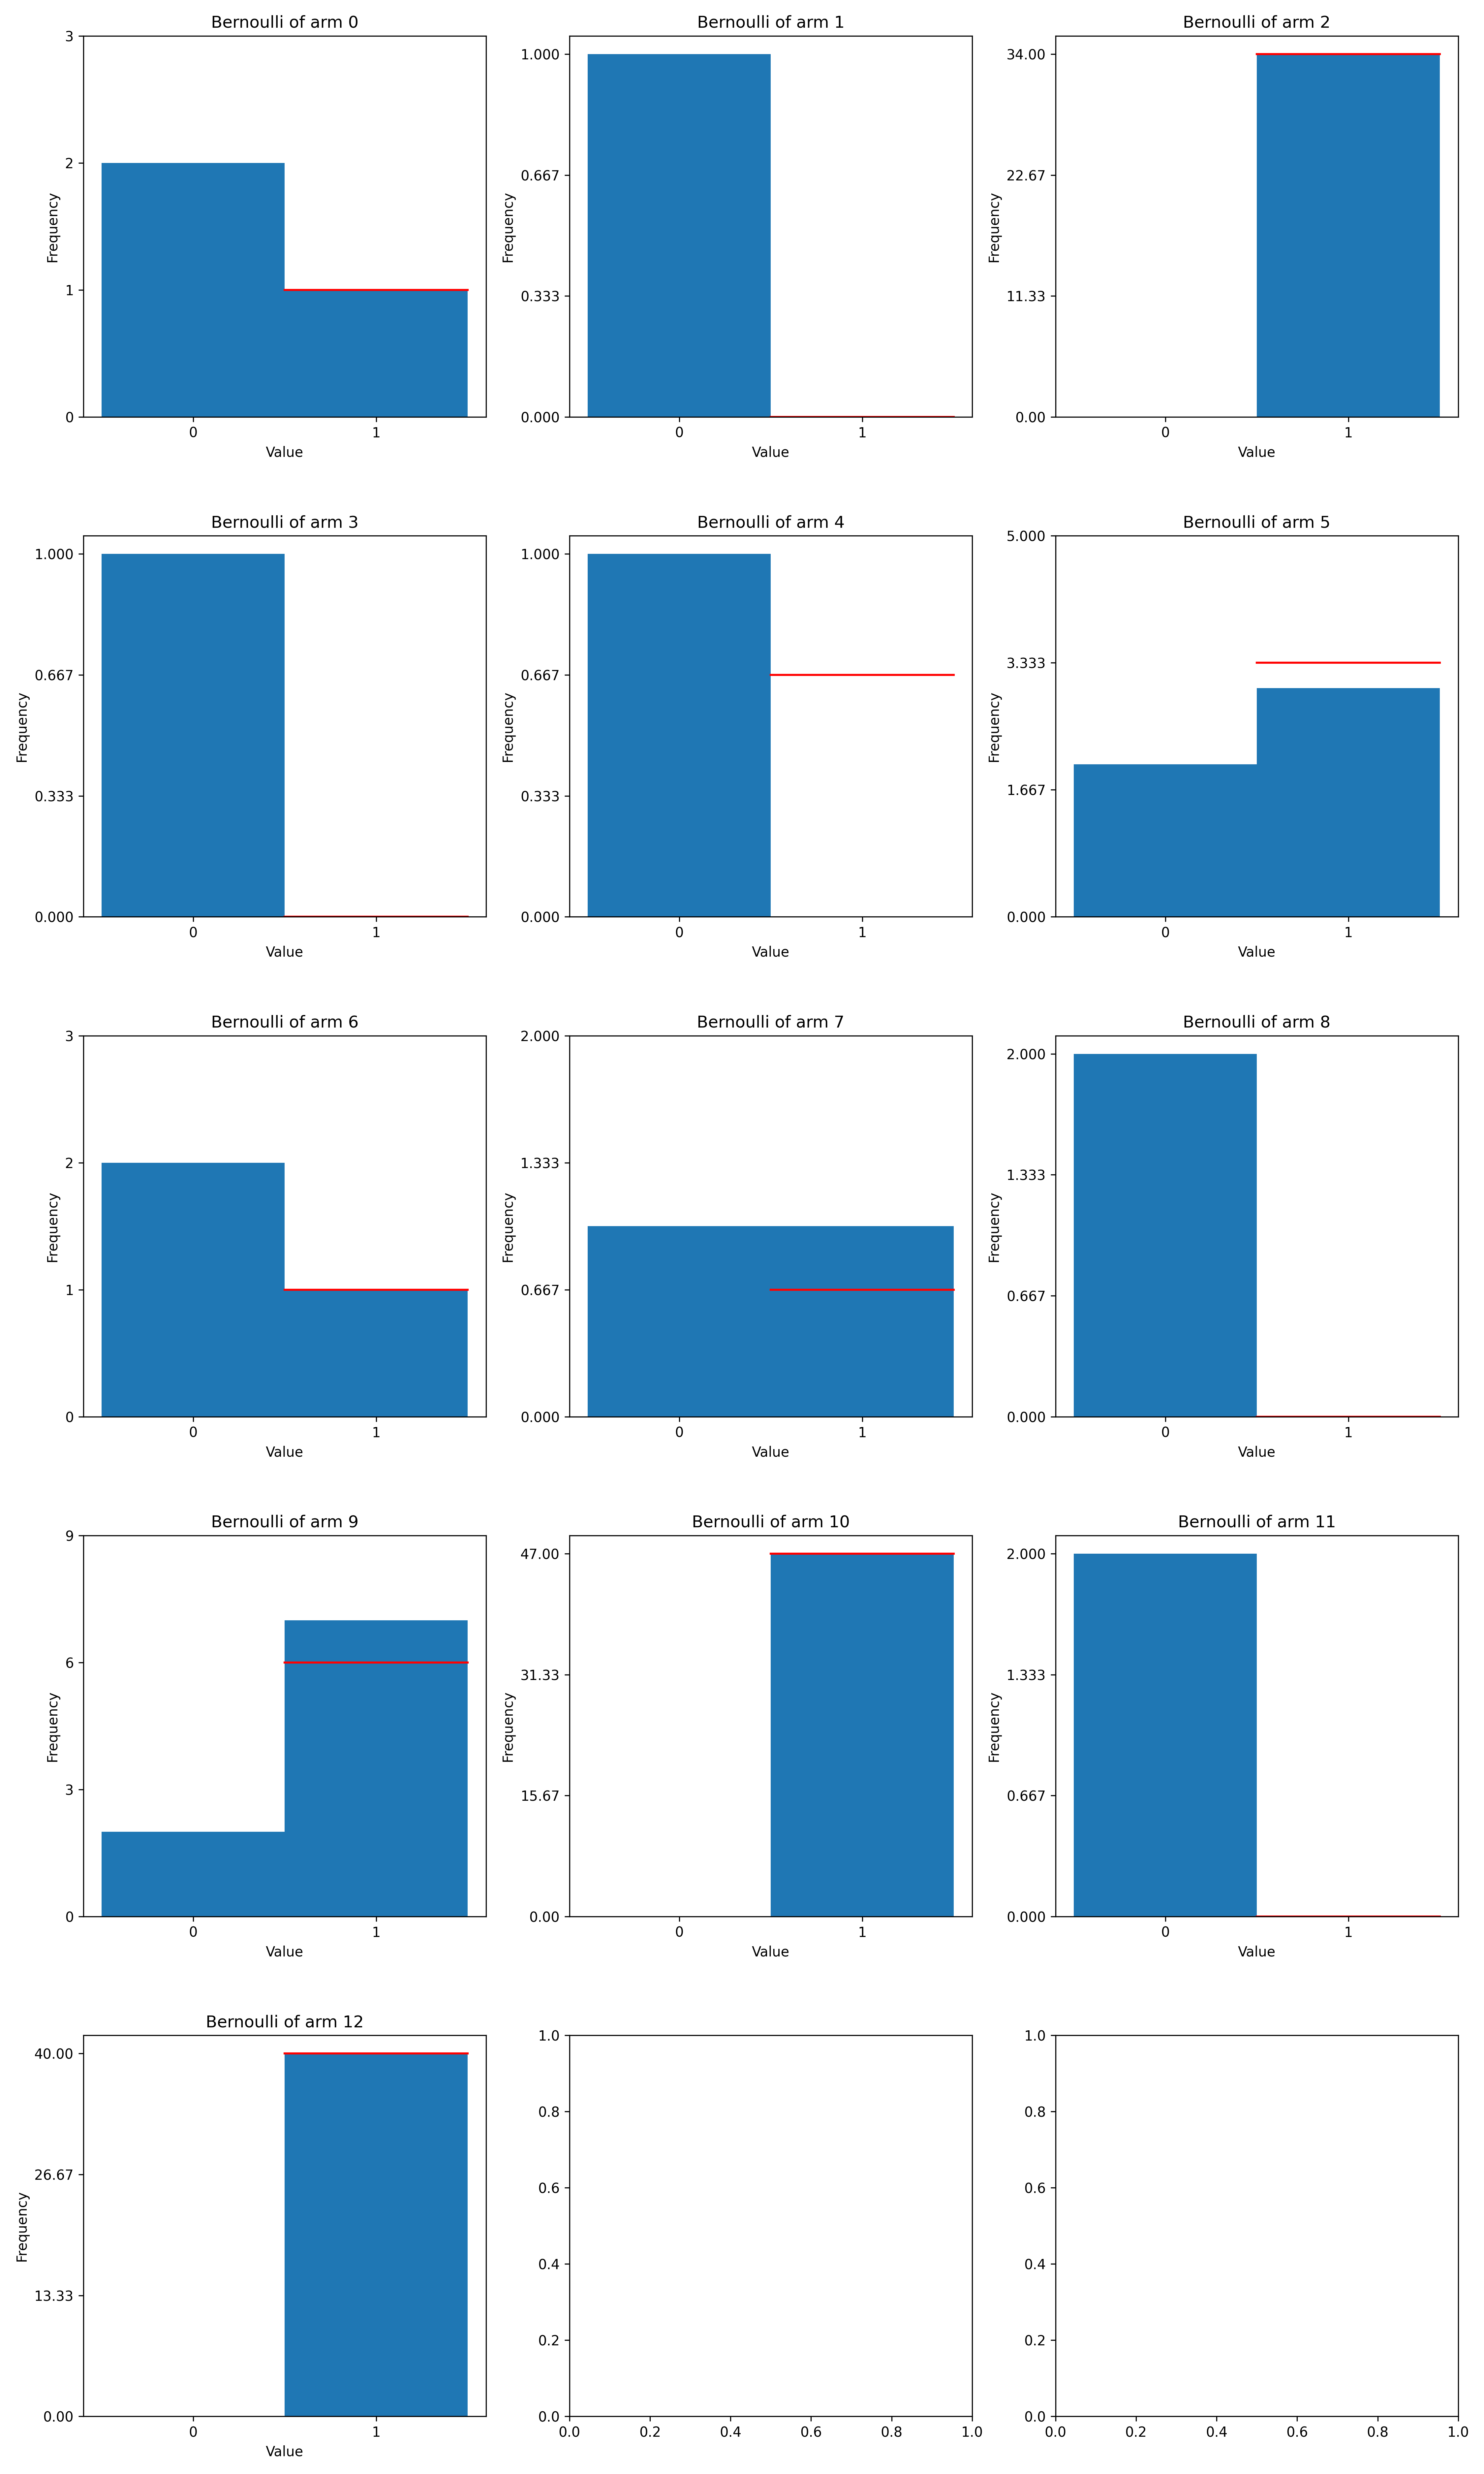 Bernoulli of arm 0
3
2
1
0
Frequency
0 1
Value
Bernoulli of arm 1
1.000
0.667
0.333
0.000
Frequency
0 1
Value
Bernoulli of arm 2
34.00
22.67
11.33
0.00
Frequency
0 1
Value
Bernoulli of arm 3
1.000
0.667
0.333
0.000
Frequency
0 1
Value
Bernoulli of arm 4
1.000
0.667
0.333
0.000
Frequency
0 1
Value
Bernoulli of arm 5
5.000
3.333
1.667
0.000
Frequency
0 1
Value
Bernoulli of arm 6
3
2
1
0
Frequency
0 1
Value
Bernoulli of arm 7
2.000
1.333
0.667
0.000
Frequency
0 1
Value
Bernoulli of arm 8
2.000
1.333
0.667
0.000
Frequency
0 1
Value
Bernoulli of arm 9
9
6
3
0
Frequency
0 1
Value
Bernoulli of arm 10
47.00
31.33
15.67
0.00
Frequency
0 1
Value
Bernoulli of arm 11
2.000
1.333
0.667
0.000
Frequency
0 1
Value
Bernoulli of arm 12
40.00
26.67
13.33
0.00
Frequency
0 1
Value
1.0
0.8
0.6
0.4
0.2
0.0
0.0 0.2 0.4 0.6 0.8 1.0
1.0
0.8
0.6
0.4
0.2
0.0
0.0 0.2 0.4 0.6 0.8 1.0